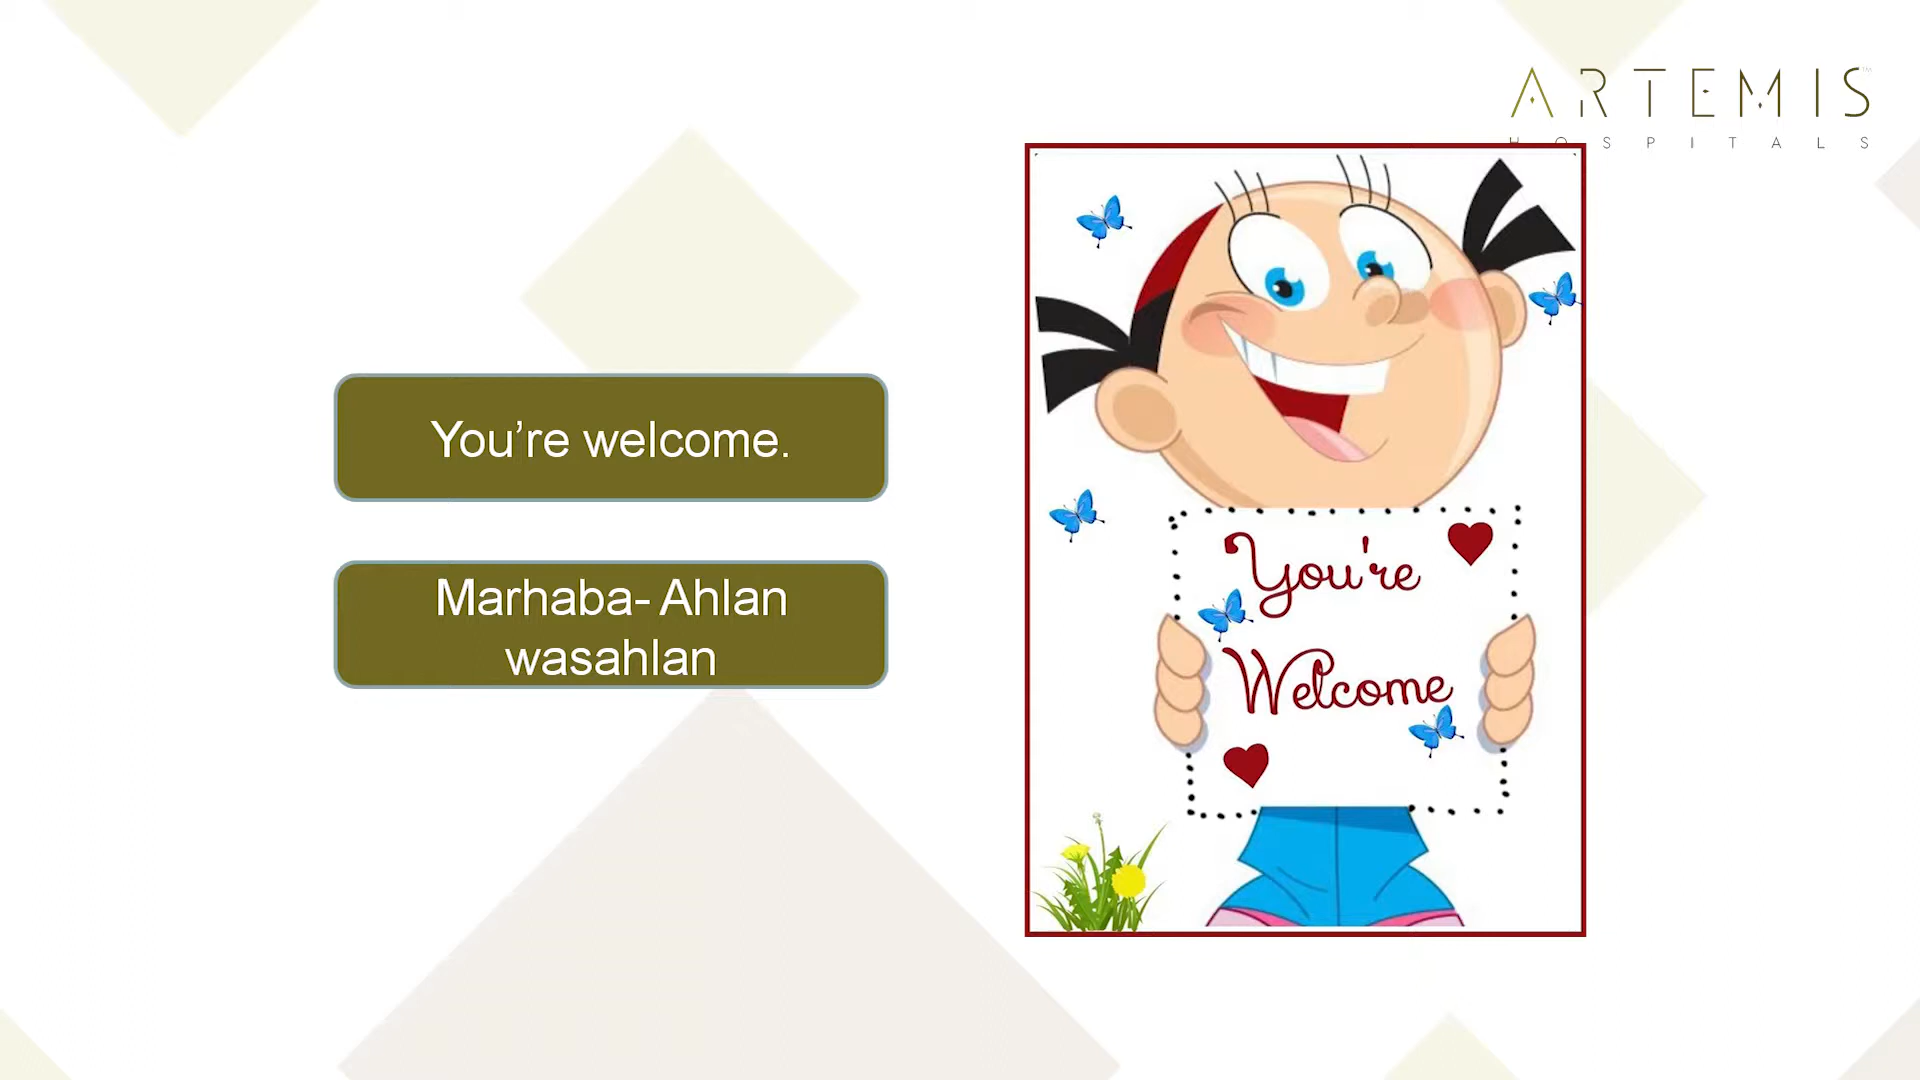 ARTEMIS
HOSPITALS
You’re welcome.
Marhaba- Ahlan
wasahlan
You're
Welcome